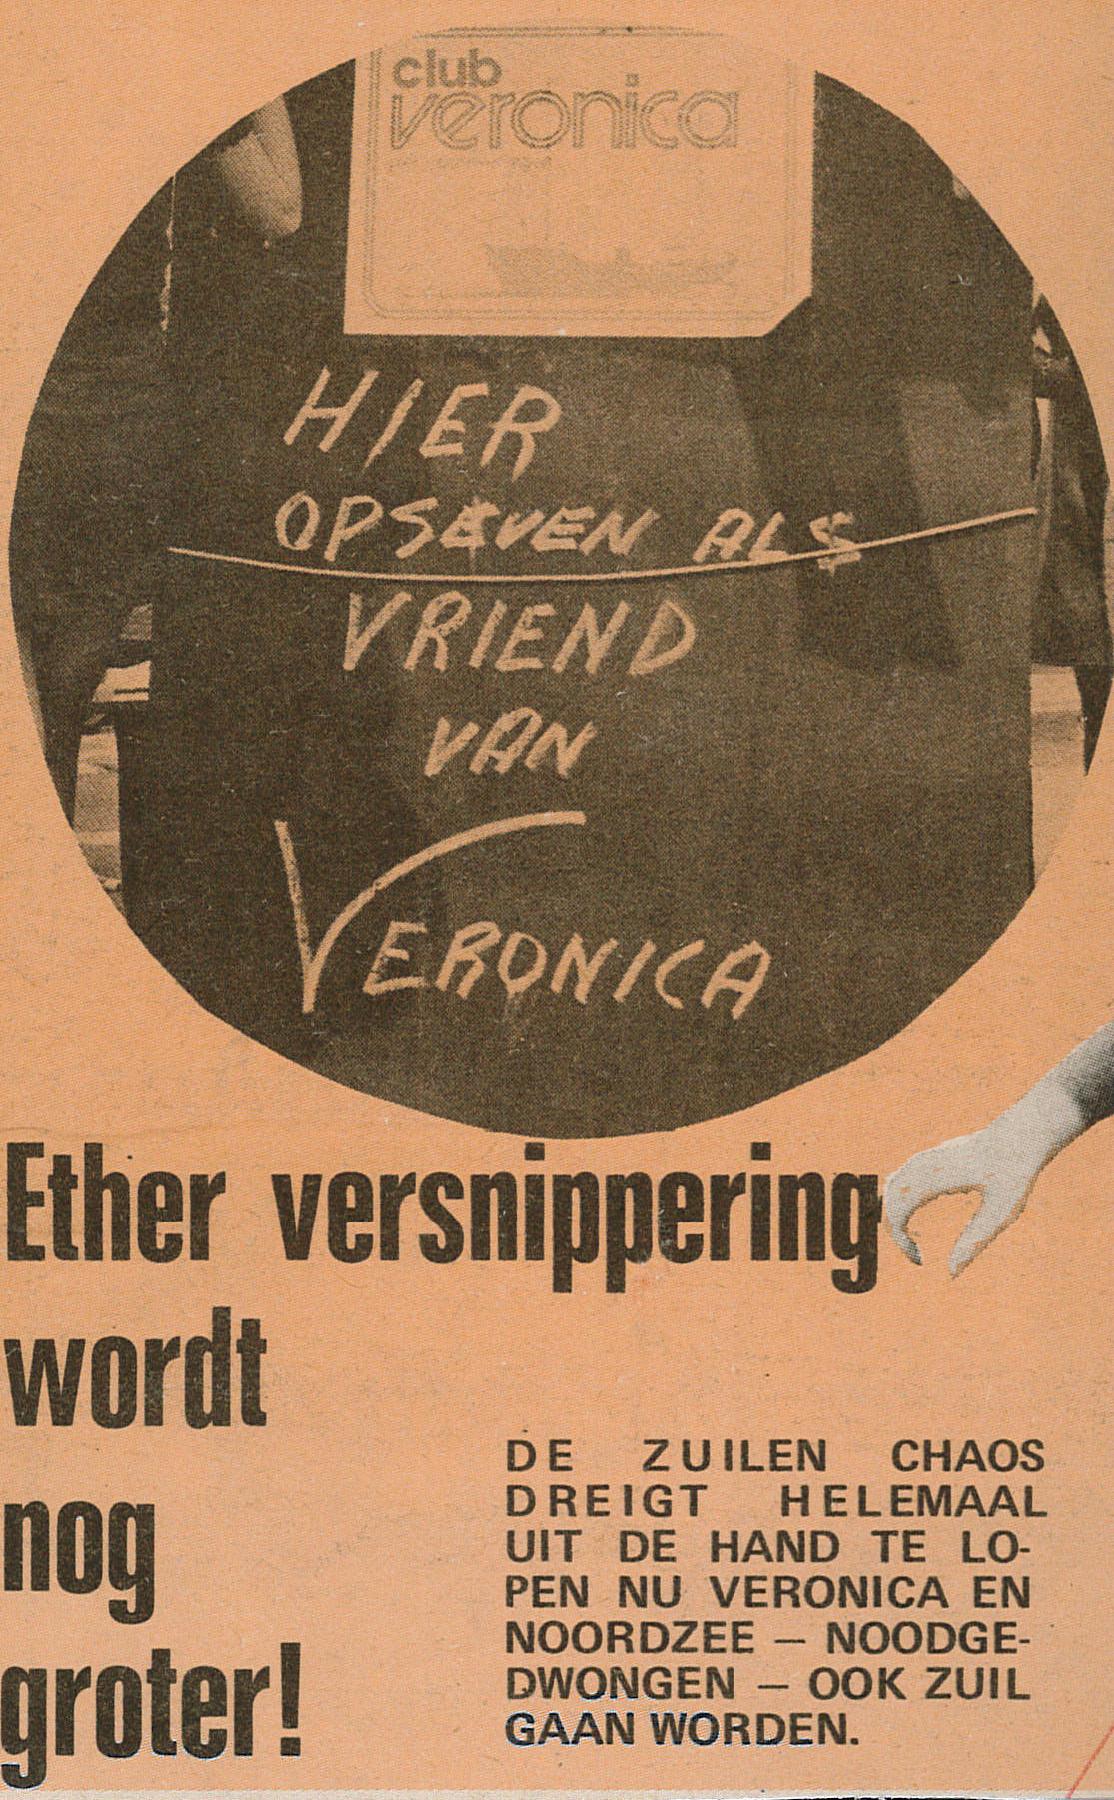 club
veronica
HIER
OPGEVEN ALS
VRIEND
VAN
VERONICA
Ether versnippering
wordt
nog
groter!
DE ZUILEN CHAOS
DREIGT HELEMAAL
UIT DE HAND TE LO-
PEN NU VERONICA EN
NOORDZEE — NOODGE-
DWONGEN — OOK ZUIL
GAAN WORDEN.